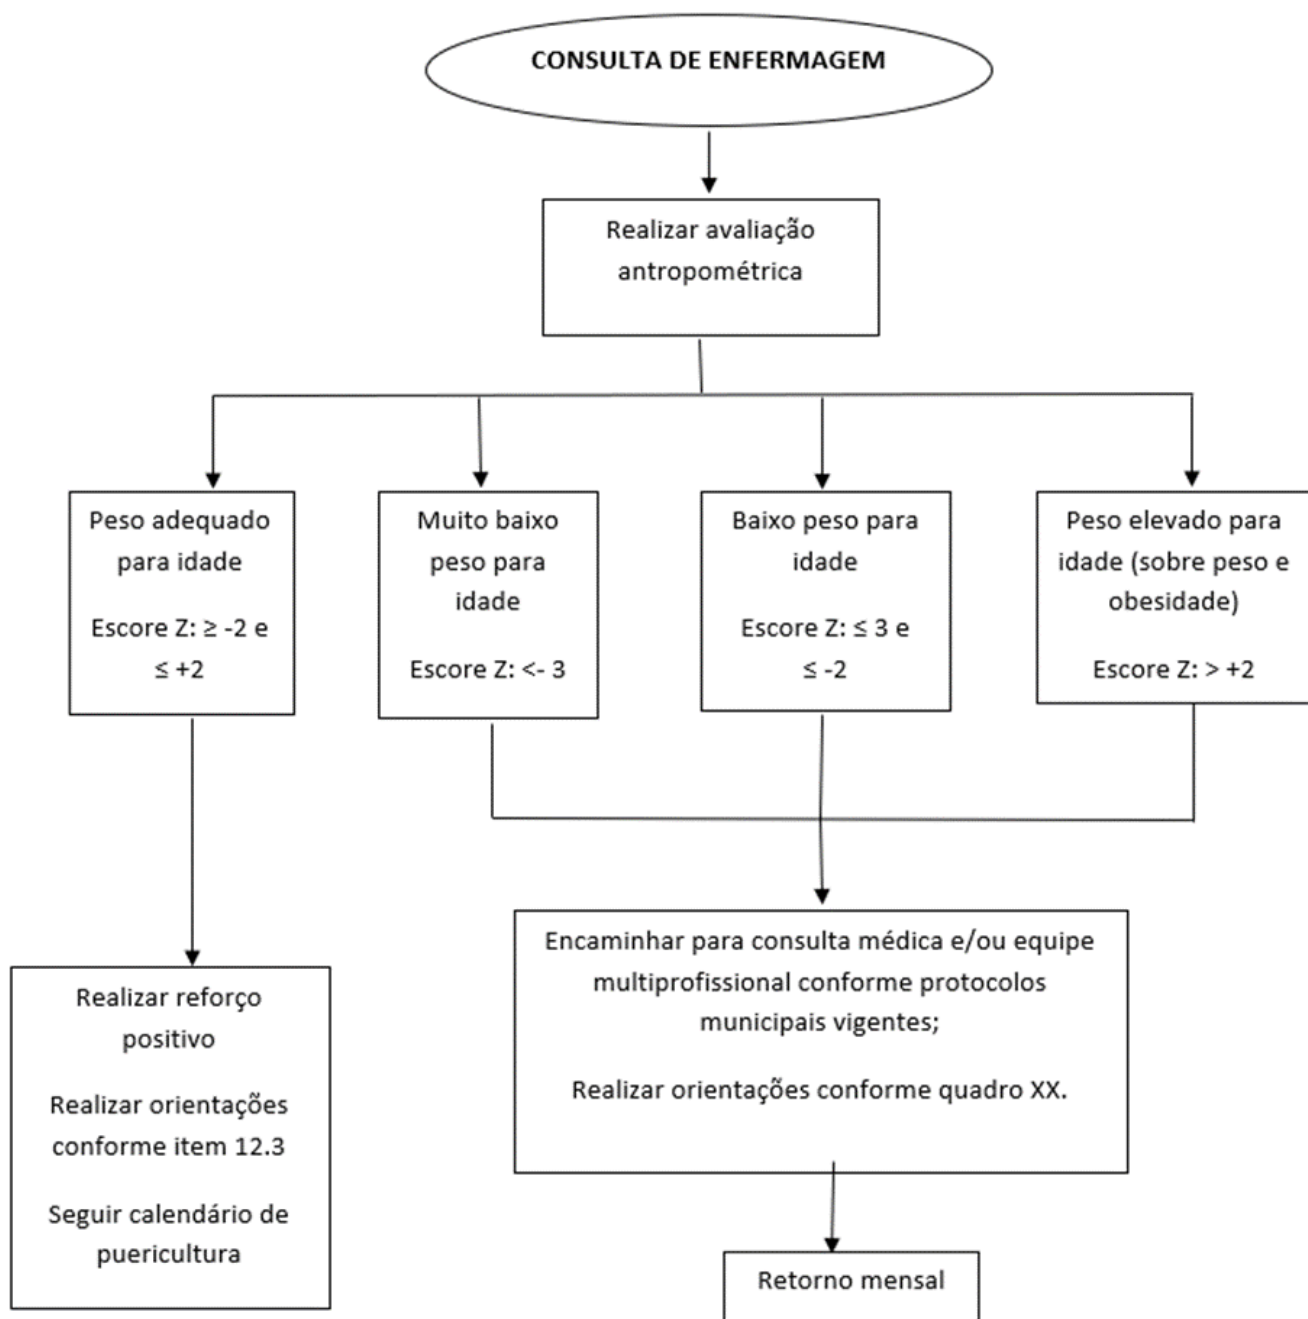 CONSULTA DE ENFERMAGEM
Realizar avaliação
antropométrica
Peso adequado
para idade
Escore Z: ≥ -2 e
≤ +2
Muito baixo
peso para
idade
Escore Z: <- 3
Baixo peso para
idade
Escore Z: ≤ 3 e
≤ -2
Peso elevado para
idade (sobre peso e
obesidade)
Escore Z: > +2
Realizar reforço
positivo
Realizar orientações
conforme item 12.3
Seguir calendário de
puericultura
Encaminhar para consulta médica e/ou equipe
multiprofissional conforme protocolos
municipais vigentes;
Realizar orientações conforme quadro XX.
Retorno mensal